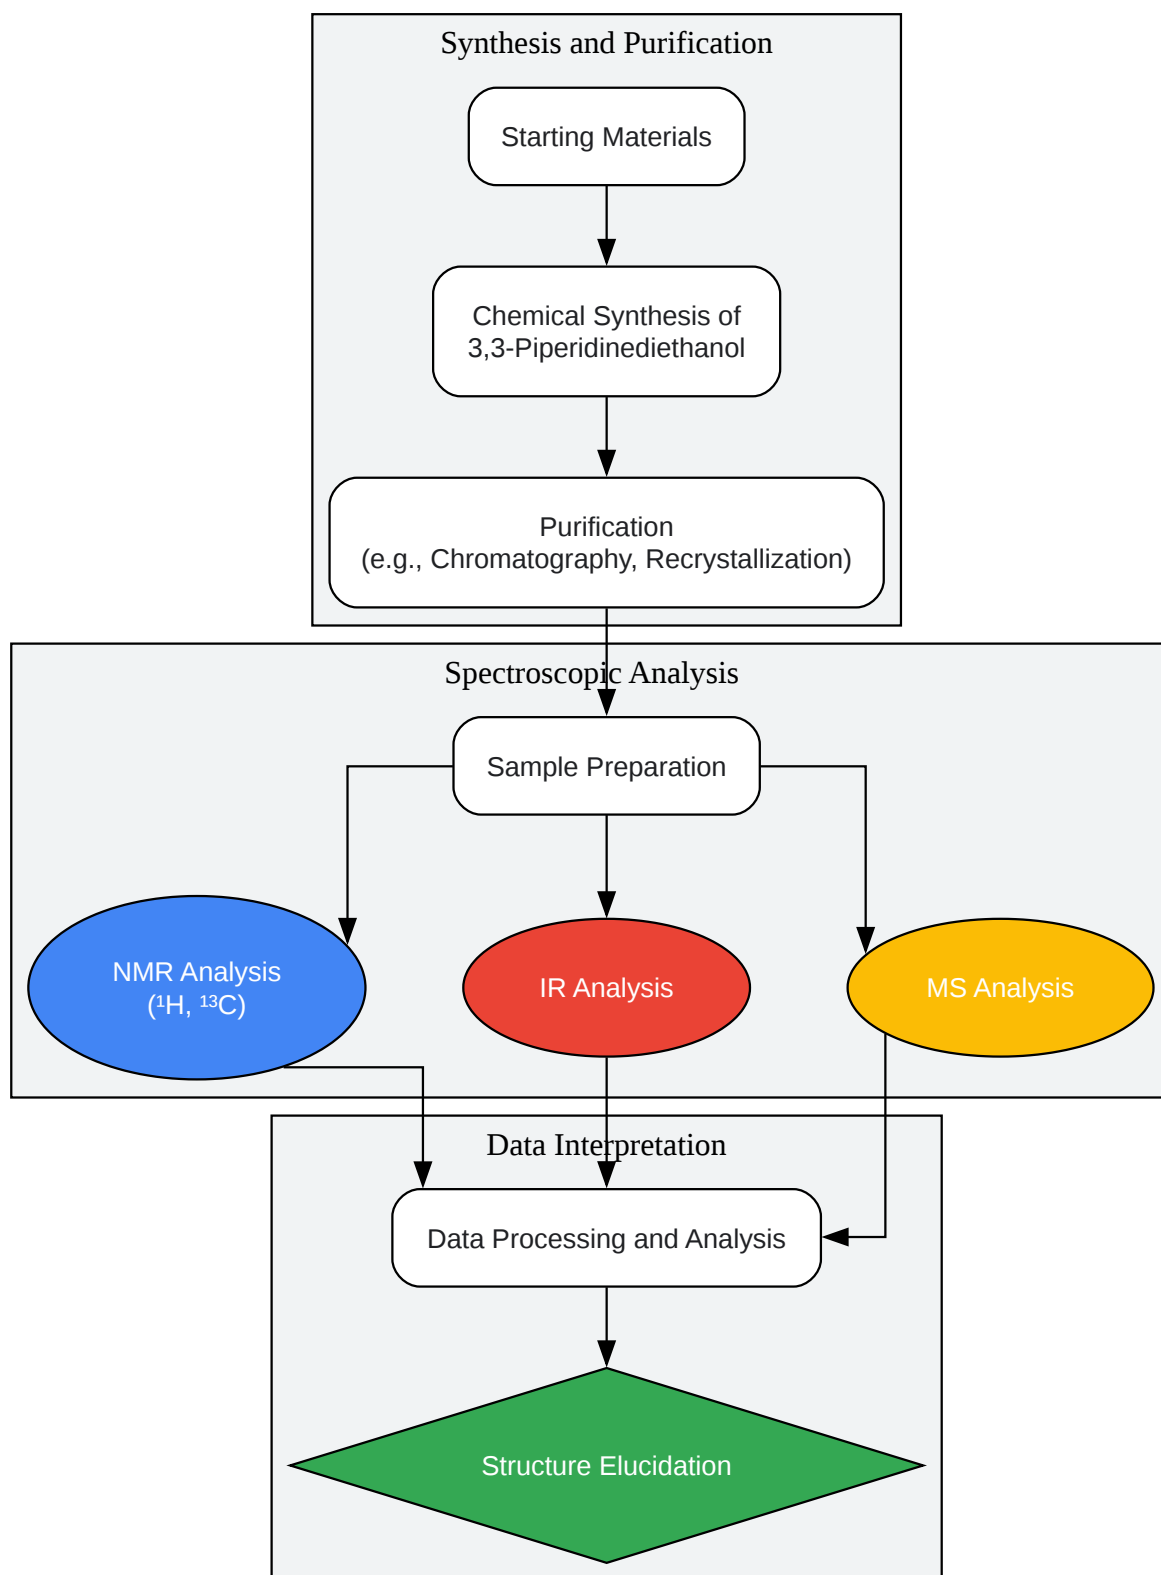 Synthesis and Purification
Starting Materials
Chemical Synthesis of
3,3-Piperidinediethanol
Purification
(e.g., Chromatography, Recrystallization)
Spectroscopic Analysis
Sample Preparation
NMR Analysis
(¹H, ¹³C)
IR Analysis
MS Analysis
Data Interpretation
Data Processing and Analysis
Structure Elucidation